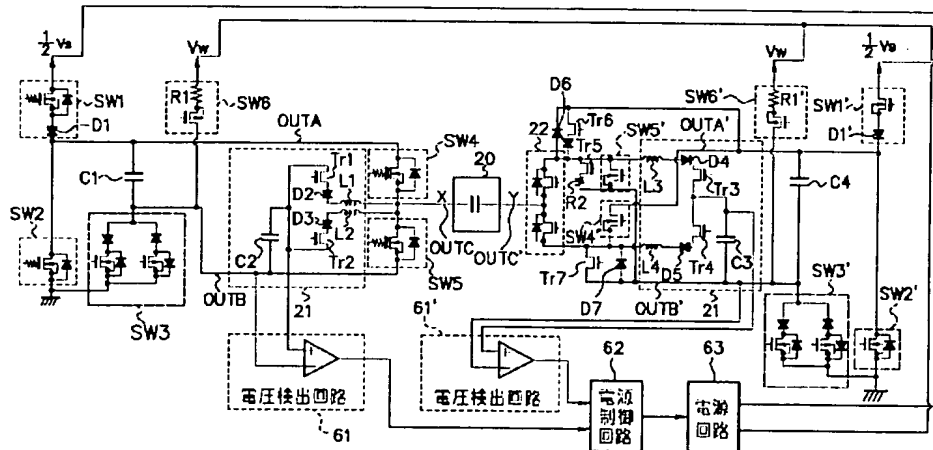 1/2 Vs
Vw
Vw
1/2 Vs
SW1
D1
R1
SW6
OUTA
D6
Tr6
SW5'
22
Tr5
SW6'
R1'
OUTA'
SW1'
D1'
C1
Tr1
D2
L1
D3
L2
Tr2
C2
SW4
20
X
Y
OUTC
OUTC'
R2
SW4'
L3
D4
Tr3
C4
SW2
SW3
OUTB
21
SW5
Tr7
D7
L4
D5
Tr4
C3
OUTB'
21
SW3'
SW2'
61'
電圧検出回路
61
電圧検出回路
62
電源制御回路
63
電源回路